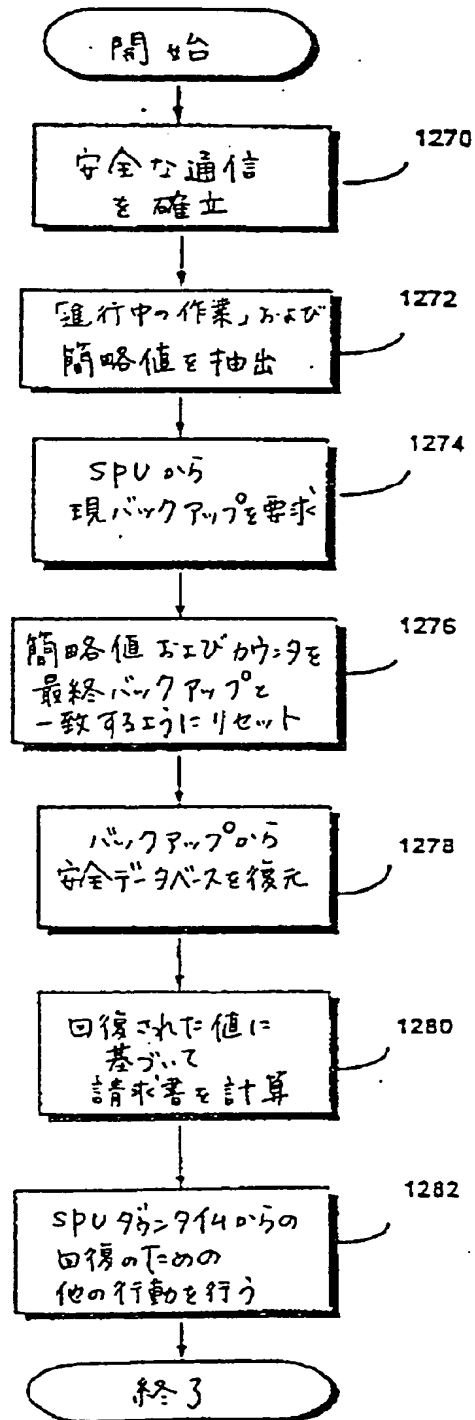 開始
安全な通信
を確立
1270
「進行中の作業」および
簡略値を抽出
1272
SPUから
現バックアップを要求
1274
簡略値およびカウンタを
最終バックアップと
一致するようにリセット
1276
バックアップから
安全データベースを復元
1278
回復された値に
基づいて
請求書を計算
1280
SPUダウンタイムからの
回復のための
他の行動を行う
1282
終了